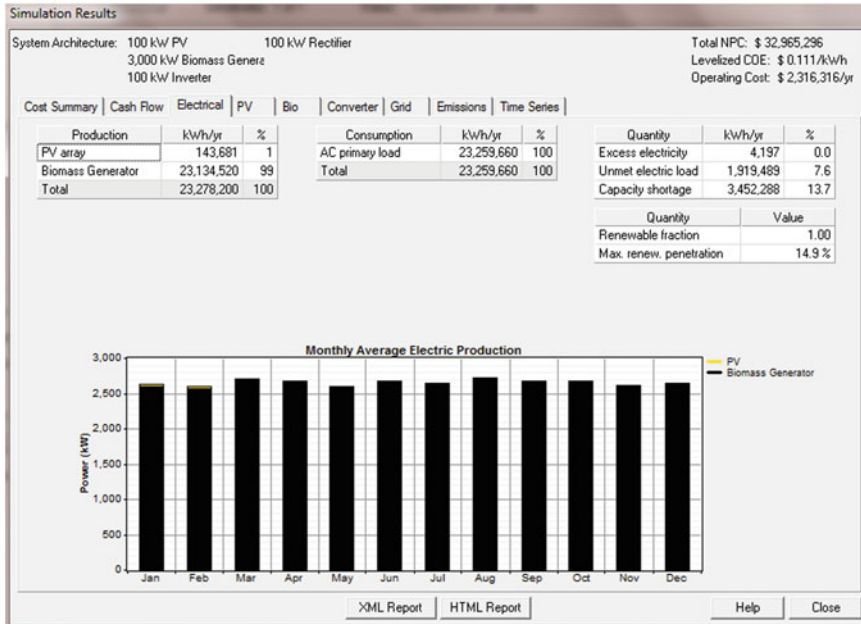 Simulation Results
System Architecture: 100 kW PV 100 kW Rectifier
3,000 kW Biomass Genera
100 kW Inverter
Total NPC: $ 32,965,296
Levelized COE: $ 0.111/kWh
Operating Cost: $ 2,316,316/yr
Cost Summary Cash Flow Electrical PV Bio Converter Grid Emissions Time Series
Production kWh/yr %
PV array 143,681 1
Biomass Generator 23,134,520 99
Total 23,278,200 100
Consumption kWh/yr %
AC primary load 23,259,660 100
Total 23,259,660 100
Quantity kWh/yr %
Excess electricity 4,197 0.0
Unmet electric load 1,919,489 7.6
Capacity shortage 3,452,288 13.7
Quantity Value
Renewable fraction 1.00
Max. renew. penetration 14.9 %
Monthly Average Electric Production
3,000
2,500
2,000
1,500
1,000
500
0
Power (kW)
Jan Feb Mar Apr May Jun Jul Aug Sep Oct Nov Dec
PV
Biomass Generator
XML Report HTML Report Help Close